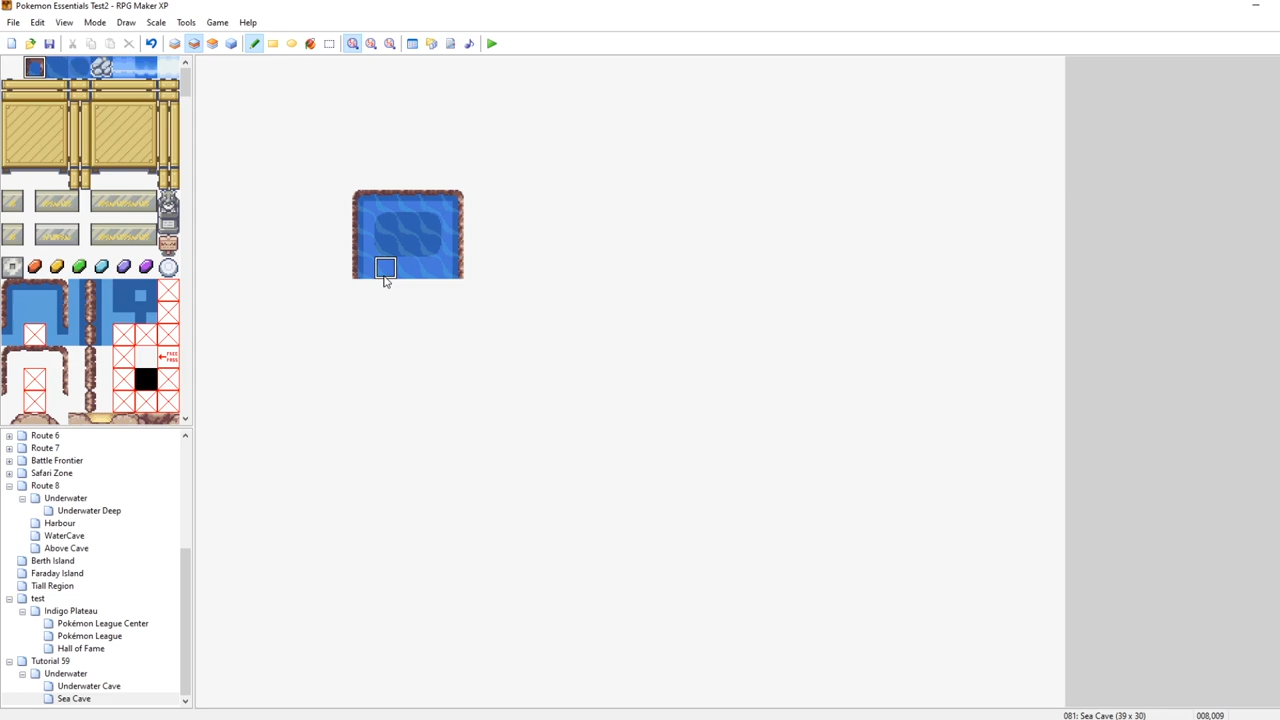 Pokemon Essentials Test2 - RPG Maker XP
File Edit View Mode Draw Scale Tools Game Help
FREE
PASS
Route 6
Route 7
Battle Frontier
Safari Zone
Route 8
Underwater
Underwater Deep
Harbour
WaterCave
Above Cave
Berth Island
Faraday Island
Tiall Region
test
Indigo Plateau
Pokémon League Center
Pokémon League
Hall of Fame
Tutorial 59
Underwater
Underwater Cave
Sea Cave
081: Sea Cave (39 x 30) 008,009